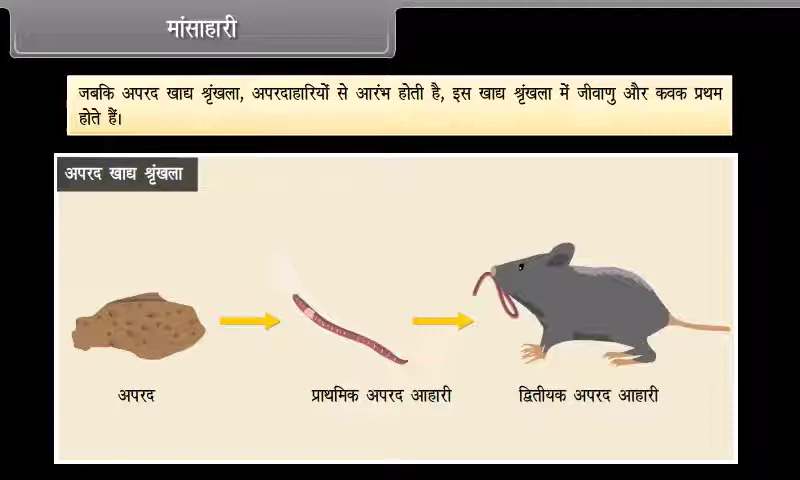 मांसाहारी
जबकि अपरद खाद्य श्रृंखला, अपरदाहारियों से आरंभ होती है, इस खाद्य श्रृंखला में जीवाणु और कवक प्रथम
होते हैं।
अपरद खाद्य श्रृंखला
अपरद
प्राथमिक अपरद आहारी
द्वितीयक अपरद आहारी